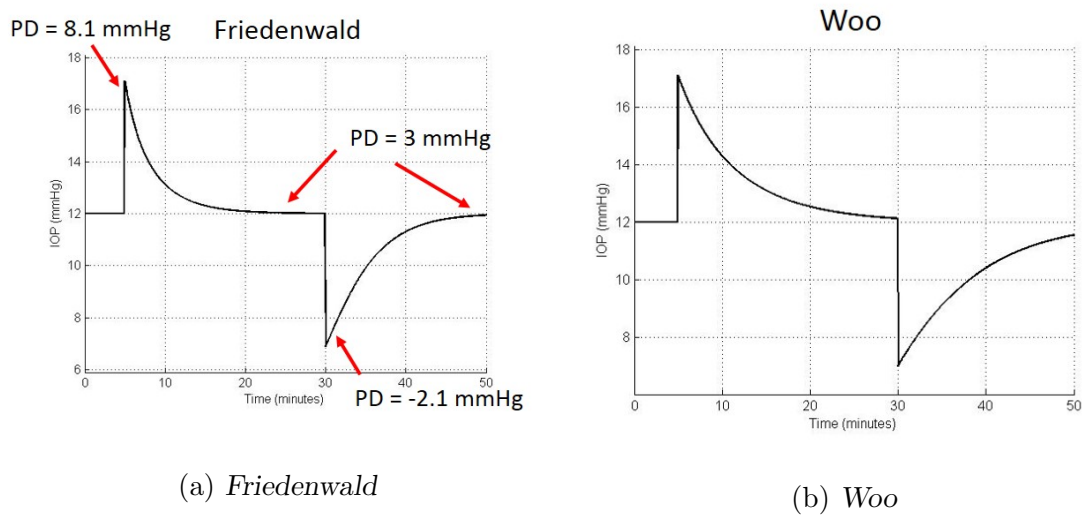 PD = 8.1 mmHg
Friedenwald
18
16
14
12
10
8
6
IOP (mmHg)
PD = 3 mmHg
PD = -2.1 mmHg
0
10
20
30
40
50
Time (minutes)
(a) Friedenwald
Woo
18
16
14
12
10
8
IOP (mmHg)
0
10
20
30
40
50
Time (minutes)
(b) Woo